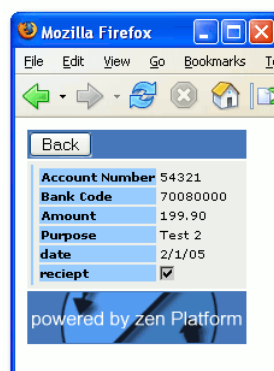 Mozilla Firefox
File Edit View Go Bookmarks
Back
Account Number 54321
Bank Code 70080000
Amount 199.90
Purpose Test 2
date 2/1/05
reciept
powered by zen Platform